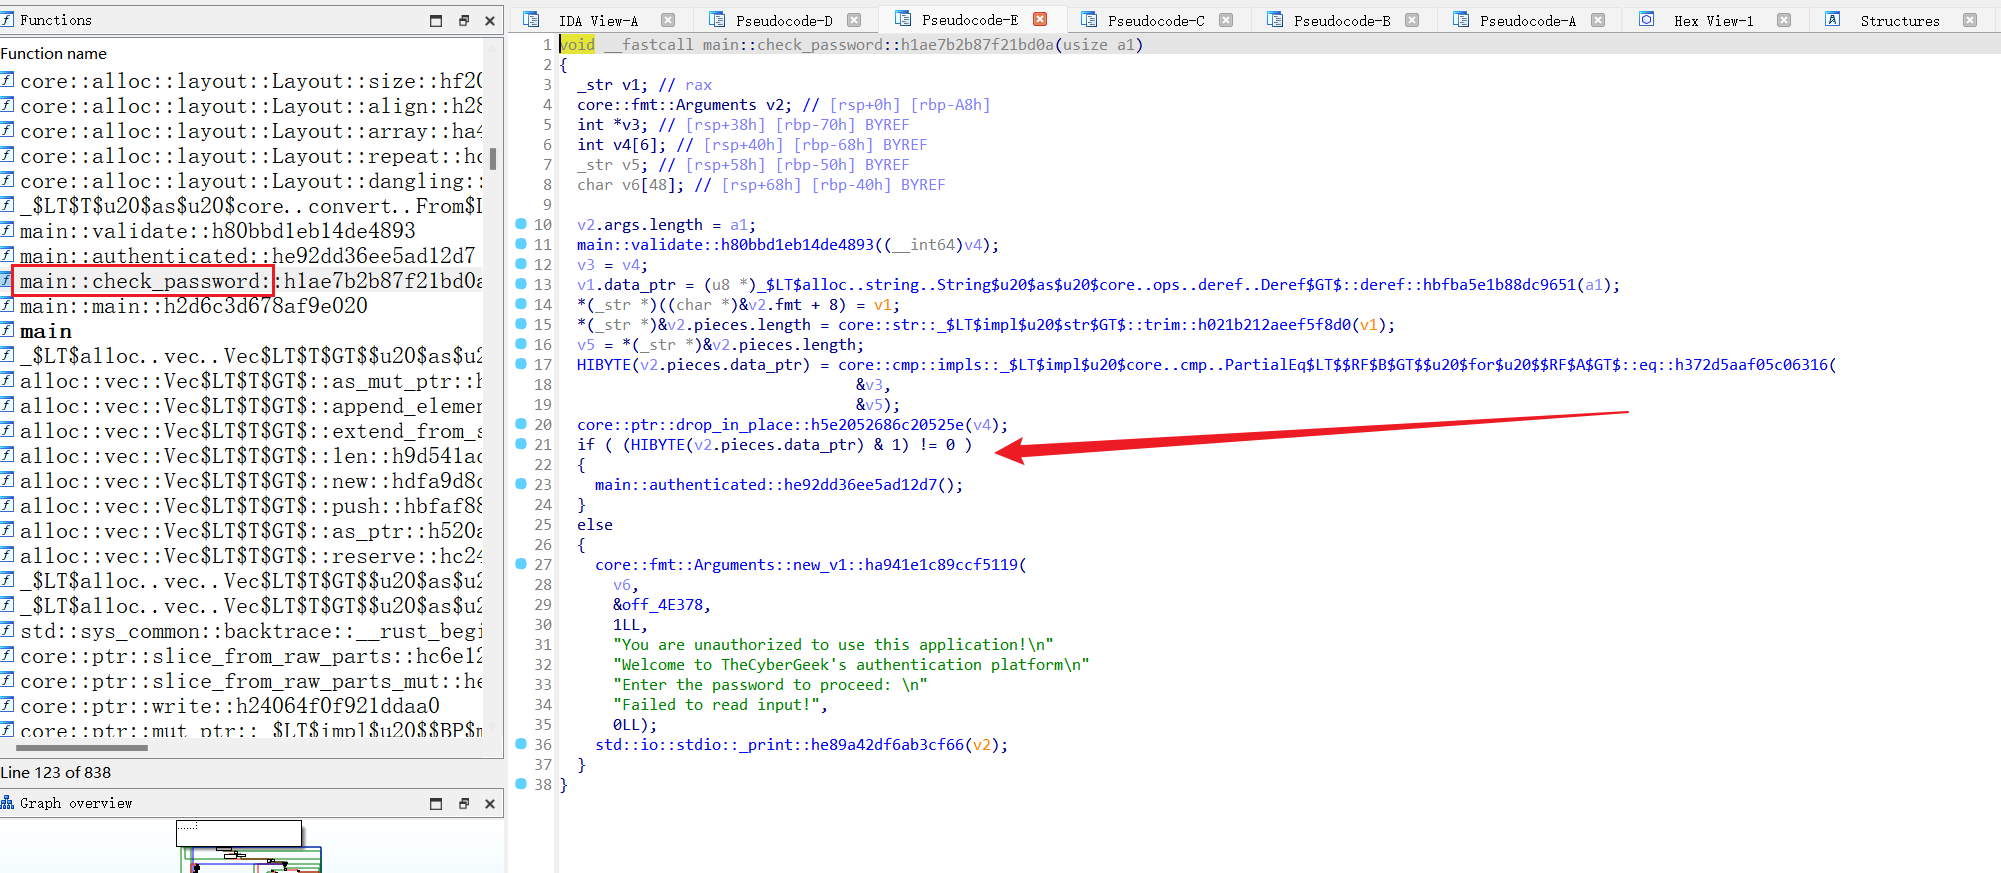 Functions
Function name
core::alloc::layout::Layout::size::hf20
core::alloc::layout::Layout::align::h28
core::alloc::layout::Layout::array::ha4
core::alloc::layout::Layout::repeat::hc
core::alloc::layout::Layout::dangling::
_$LT$T$u20$as$u20$core..convert..From$L
main::validate::h80bbd1eb14de4893
main::authenticated::he92dd36ee5ad12d7
main::check_password::h1ae7b2b87f21bd0a
main::main::h2d6c3d678af9e020
main
_$LT$alloc..vec..Vec$LT$T$GT$$u20$as$u2
alloc::vec::Vec$LT$T$GT$::as_mut_ptr::h
alloc::vec::Vec$LT$T$GT$::append_elemen
alloc::vec::Vec$LT$T$GT$::extend_from_s
alloc::vec::Vec$LT$T$GT$::len::h9d541ac
alloc::vec::Vec$LT$T$GT$::new::hdfa9d8c
alloc::vec::Vec$LT$T$GT$::push::hbfaf88
alloc::vec::Vec$LT$T$GT$::as_ptr::h520a
alloc::vec::Vec$LT$T$GT$::reserve::hc24
_$LT$alloc..vec..Vec$LT$T$GT$$u20$as$u2
_$LT$alloc..vec..Vec$LT$T$GT$$u20$as$u2
std::sys_common::backtrace::__rust_begi
core::ptr::slice_from_raw_parts::hc6e12
core::ptr::slice_from_raw_parts_mut::he
core::ptr::write::h24064f0f921ddaa0
core::ptr::mut_ptr::_$LT$impl$u20$$BP$m
Line 123 of 838
Graph overview
IDA View-A Pseudocode-D Pseudocode-E Pseudocode-C Pseudocode-B Pseudocode-A Hex View-1 Structures
1 void __fastcall main::check_password::h1ae7b2b87f21bd0a(usize a1)
2 {
3 _str v1; // rax
4 core::fmt::Arguments v2; // [rsp+0h] [rbp-A8h]
5 int *v3; // [rsp+38h] [rbp-70h] BYREF
6 int v4[6]; // [rsp+40h] [rbp-68h] BYREF
7 _str v5; // [rsp+58h] [rbp-50h] BYREF
8 char v6[48]; // [rsp+68h] [rbp-40h] BYREF
9
10 v2.args.length = a1;
11 main::validate::h80bbd1eb14de4893((__int64)v4);
12 v3 = v4;
13 v1.data_ptr = (u8 *)_$LT$alloc..string..String$u20$as$u20$core..ops..deref..Deref$GT$::deref::hbfba5e1b88dc9651(a1);
14 *(_str *)((char *)&v2.fmt + 8) = v1;
15 *(_str *)&v2.pieces.length = core::str::_$LT$impl$u20$str$GT$::trim::h021b212aeef5f8d0(v1);
16 v5 = *(_str *)&v2.pieces.length;
17 HIBYTE(v2.pieces.data_ptr) = core::cmp::impls::_$LT$impl$u20$core..cmp..PartialEq$LT$$RF$B$GT$$u20$for$u20$$RF$A$GT$::eq::h372d5aaf05c06316(
18 &v3,
19 &v5);
20 core::ptr::drop_in_place::h5e2052686c20525e(v4);
21 if ( (HIBYTE(v2.pieces.data_ptr) & 1) != 0 )
22 {
23 main::authenticated::he92dd36ee5ad12d7();
24 }
25 else
26 {
27 core::fmt::Arguments::new_v1::ha941e1c89ccf5119(
28 v6,
29 &off_4E378,
30 1LL,
31 "You are unauthorized to use this application!\n"
32 "Welcome to TheCyberGeek's authentication platform\n"
33 "Enter the password to proceed: \n"
34 "Failed to read input!",
35 0LL);
36 std::io::stdio::_print::he89a42df6ab3cf66(v2);
37 }
38 }